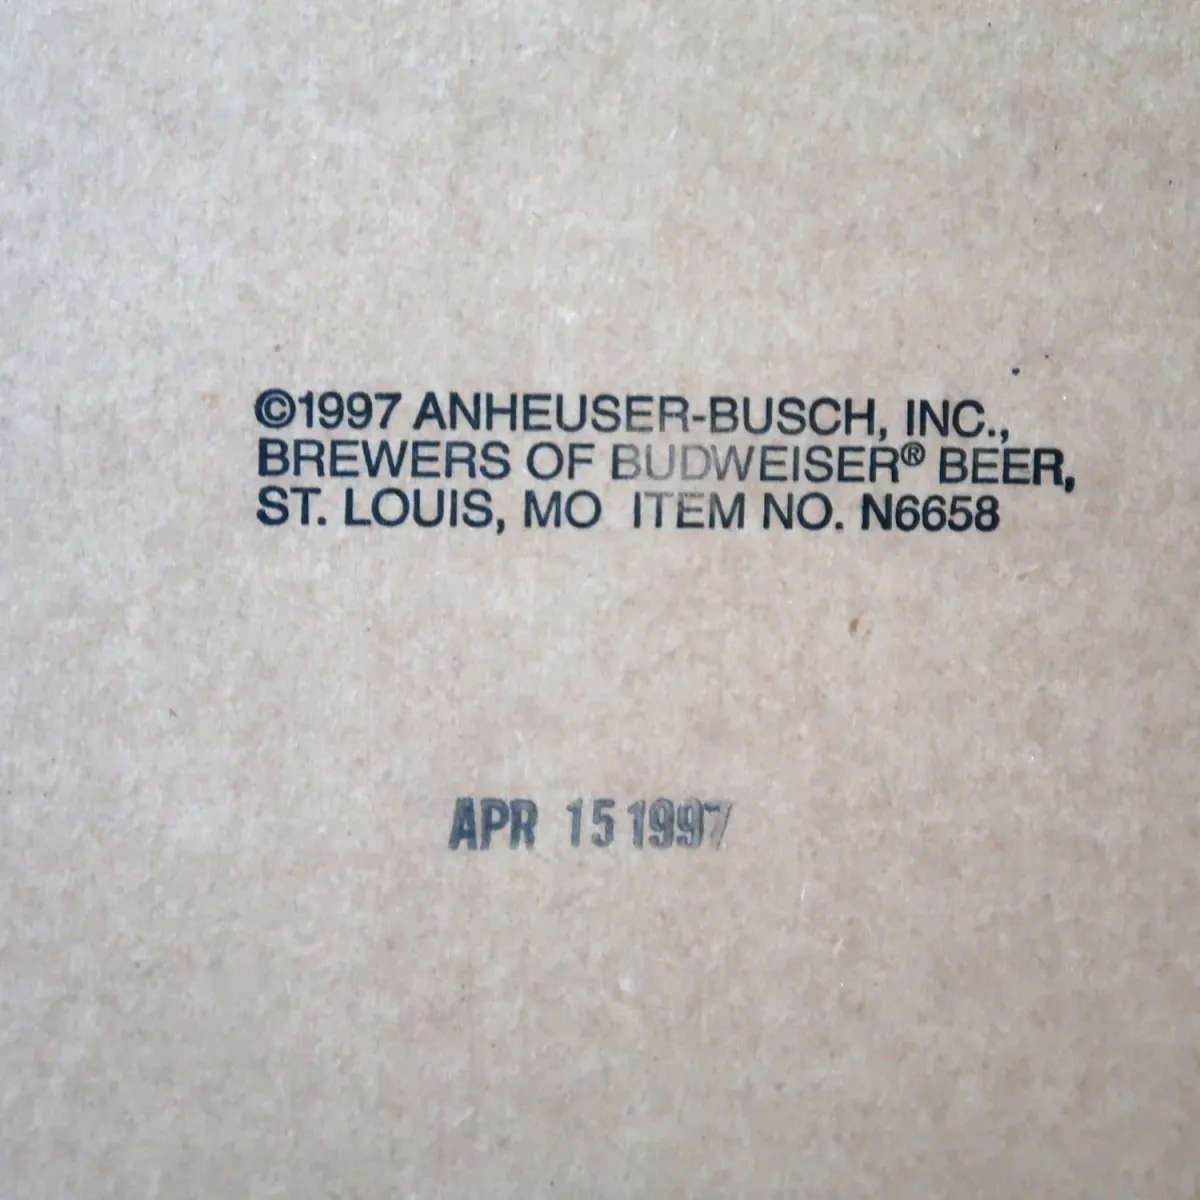 ©1997 ANHEUSER-BUSCH, INC.,
BREWERS OF BUDWEISER® BEER,
ST. LOUIS, MO ITEM NO. N6658
APR 15 1997